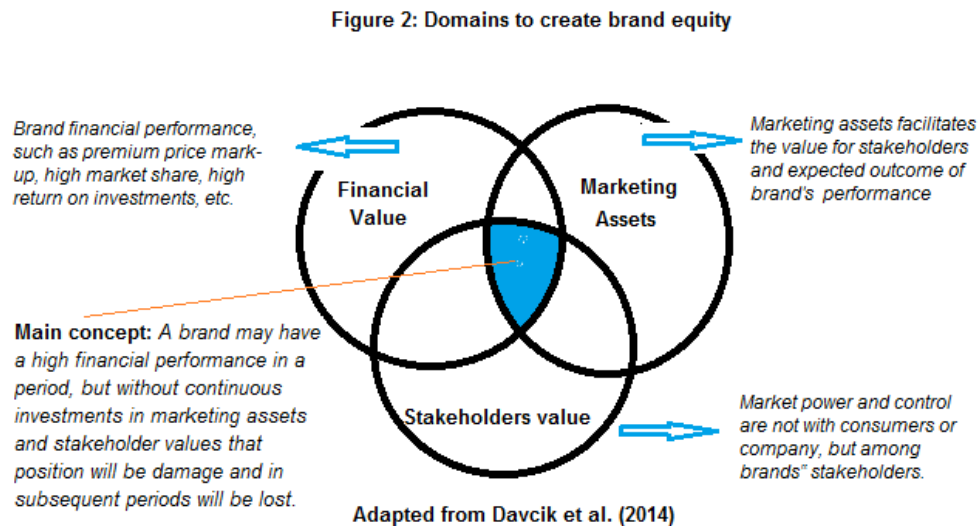 Figure 2: Domains to create brand equity
Brand financial performance,
such as premium price mark-
up, high market share, high
return on investments, etc.
Financial
Value
Marketing
Assets
Marketing assets facilitates
the value for stakeholders
and expected outcome of
brand's performance
Main concept: A brand may have
a high financial performance in a
period, but without continuous
investments in marketing assets
and stakeholder values that
position will be damage and in
subsequent periods will be lost.
Stakeholders value
Market power and control
are not with consumers or
company, but among
brands" stakeholders.
Adapted from Davcik et al. (2014)